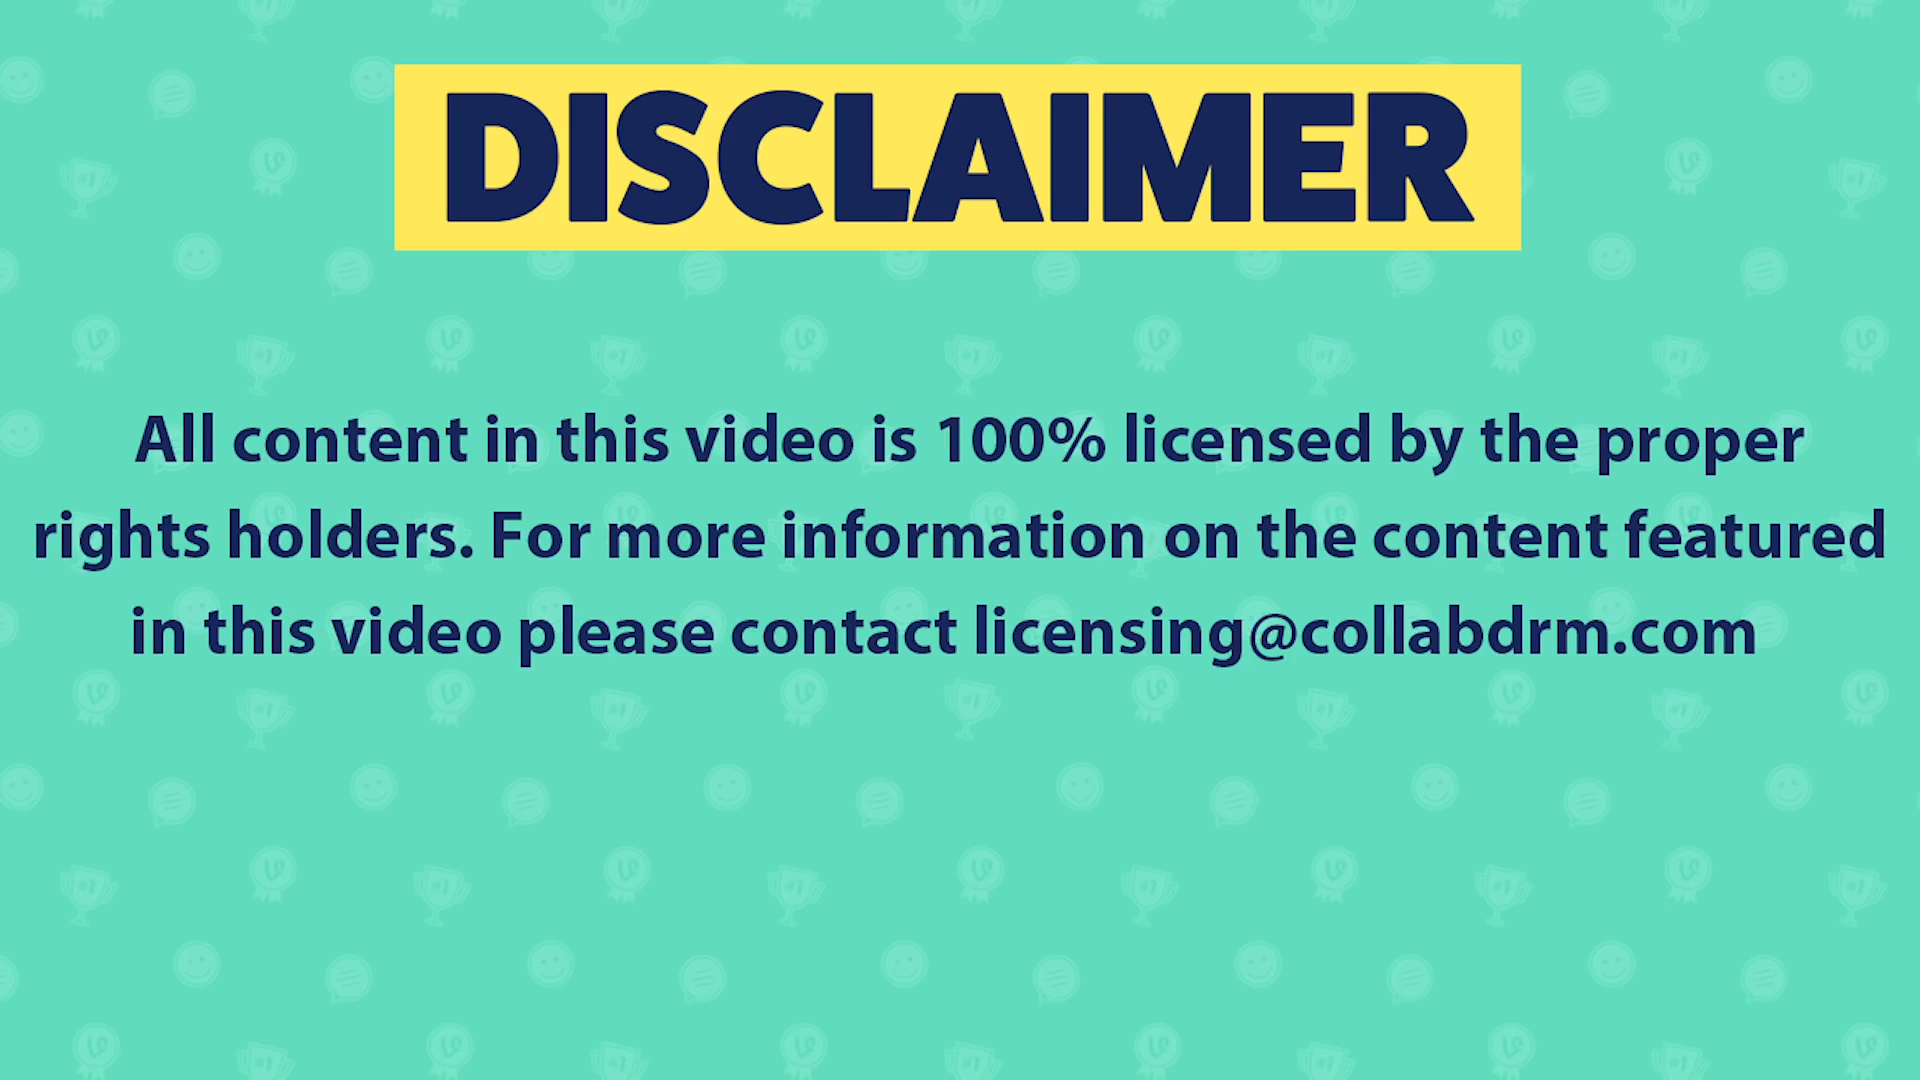 DISCLAIMER
All content in this video is 100% licensed by the proper
rights holders. For more information on the content featured
in this video please contact licensing@collabdrm.com